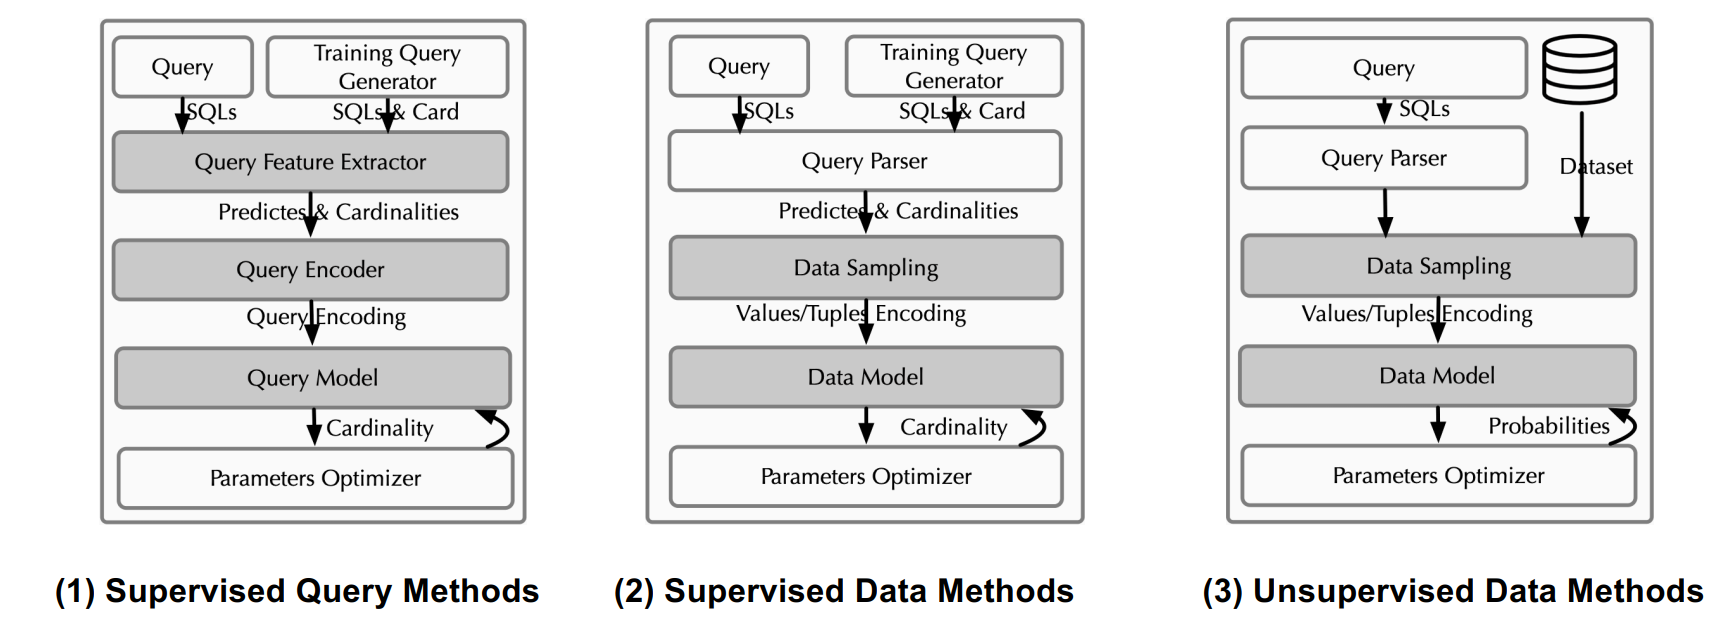 Query
Training Query
Generator
SQLs
SQLs & Card
Query Feature Extractor
Predictes & Cardinalities
Query Encoder
Query Encoding
Query Model
Cardinality
Parameters Optimizer
(1) Supervised Query Methods
Query
Training Query
Generator
SQLs
SQLs & Card
Query Parser
Predictes & Cardinalities
Data Sampling
Values/Tuples Encoding
Data Model
Cardinality
Parameters Optimizer
(2) Supervised Data Methods
Query
SQLs
Query Parser
Dataset
Data Sampling
Values/Tuples Encoding
Data Model
Probabilities
Parameters Optimizer
(3) Unsupervised Data Methods